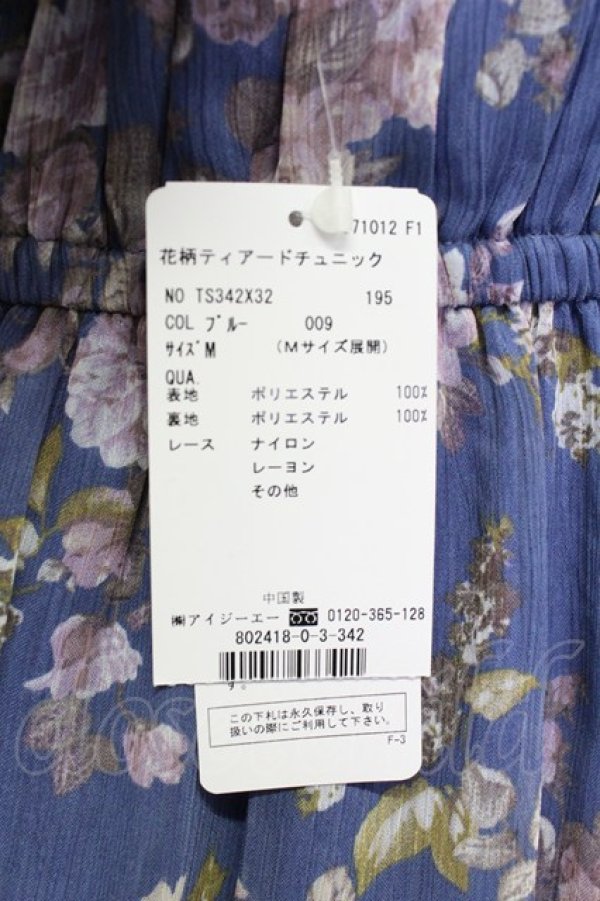 71012 F1
花柄ティアードチュニック
NO TS342X32 195
COL ブルー 009
サイズ M (Mサイズ展開)
QUA.
表地 ポリエステル 100%
裏地 ポリエステル 100%
レース ナイロン
レーヨン
その他
中国製
㈱アイジーエー 0120-365-128
802418-0-3-342
す。
この下札は永久保存し、取り
扱いの際にご利用して下さい。
F-3